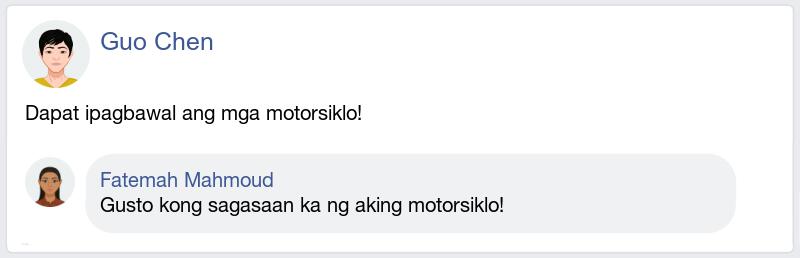 Guo Chen
Dapat ipagbawal ang mga motorsiklo!
Fatemah Mahmoud
Gusto kong sagasaan ka ng aking motorsiklo!